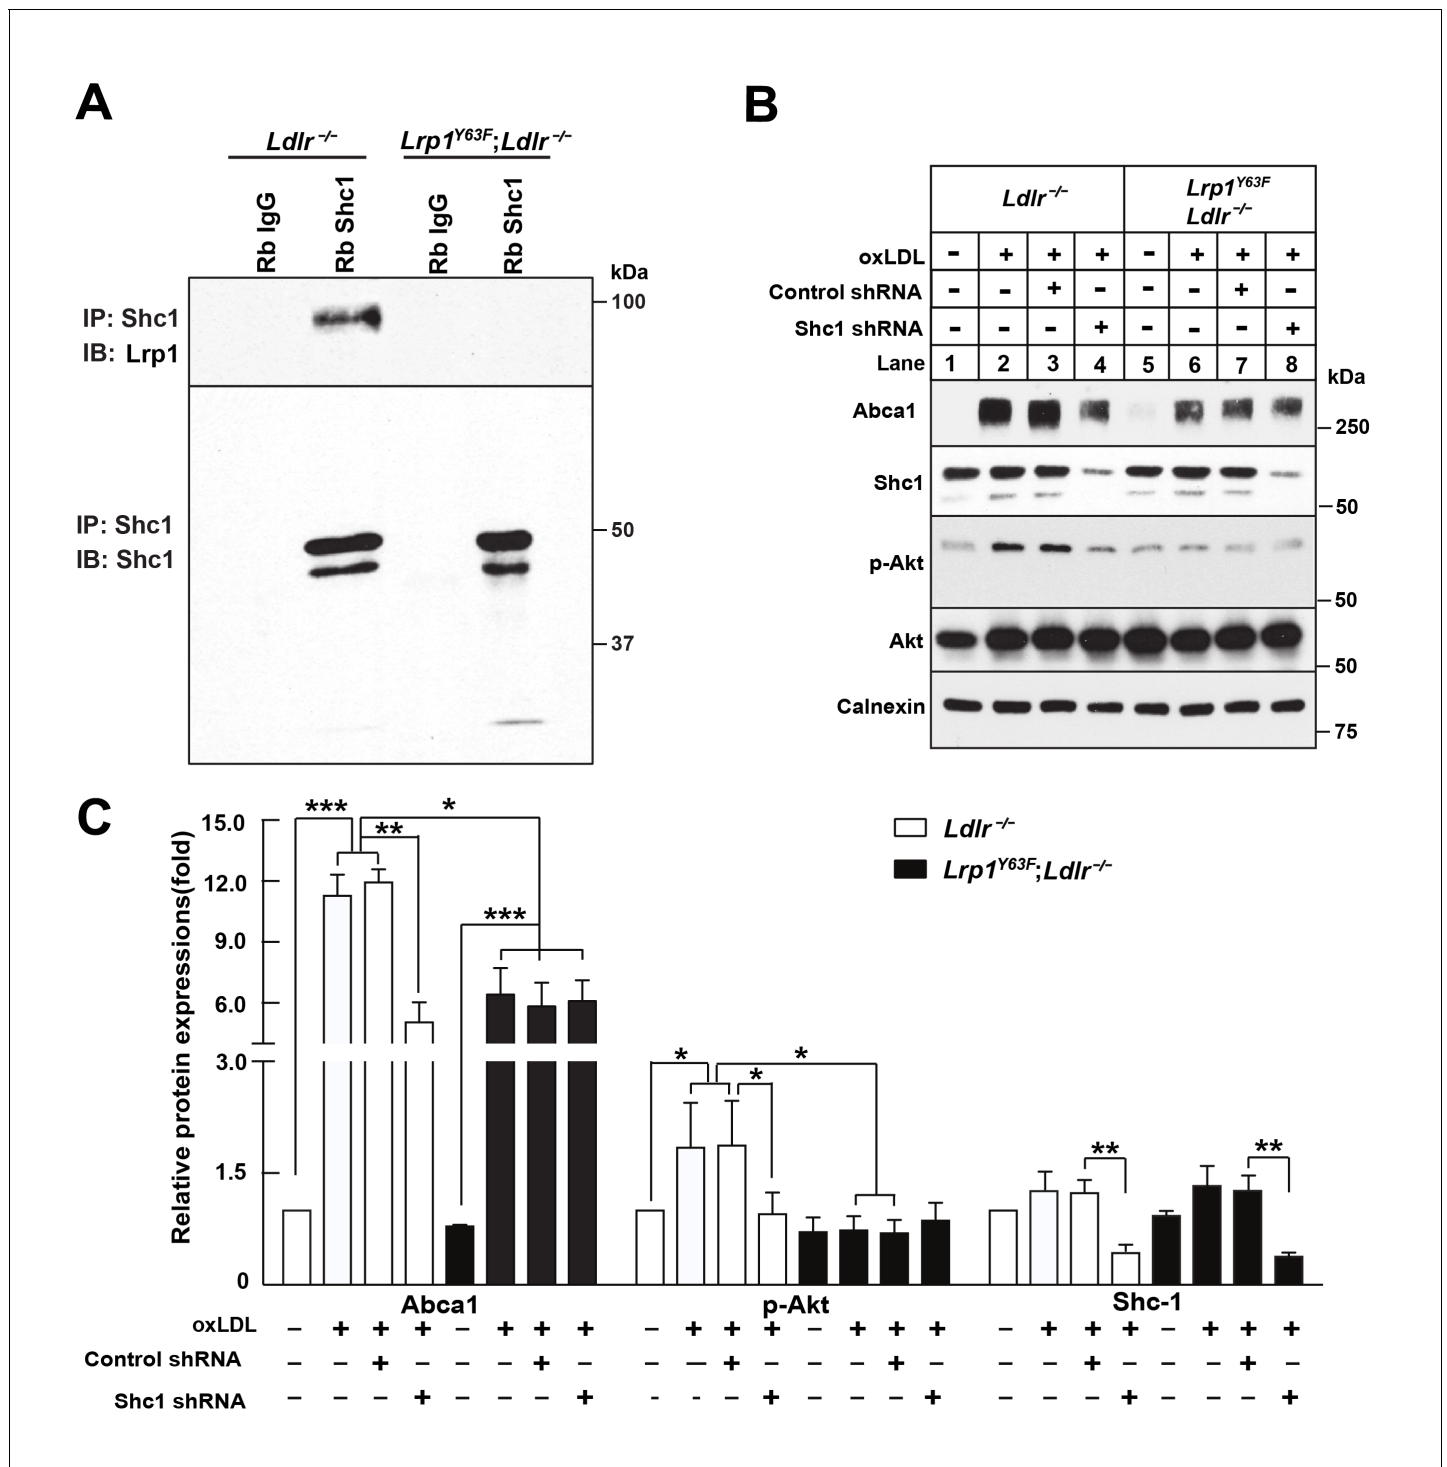 A
Ldlr −/−
Lrp1Y63F;Ldlr −/−
Rb IgG
Rb Shc1
Rb IgG
Rb Shc1
kDa
100
IP: Shc1
IB: Lrp1
IP: Shc1
IB: Shc1
50
37
B
Ldlr −/−
Lrp1Y63F
Ldlr −/−
oxLDL - + + + - + + +
Control shRNA - - + - - - + -
Shc1 shRNA - - - + - - - +
Lane 1 2 3 4 5 6 7 8
kDa
Abca1
250
Shc1
50
p-Akt
50
Akt
50
Calnexin
75
C
Relative protein expressions(fold)
15.0
12.0
9.0
6.0
3.0
1.5
0
*** * ** ***
* * *
** **
Ldlr −/−
Lrp1Y63F;Ldlr −/−
Abca1 p-Akt Shc-1
oxLDL − + + + − + + + − + + + − + + + − + + + − + + +
Control shRNA − − + − − − + − − − + − − − + − − − + − − − + −
Shc1 shRNA − − − + − − − + - - - + − − − + − − − + − − − +